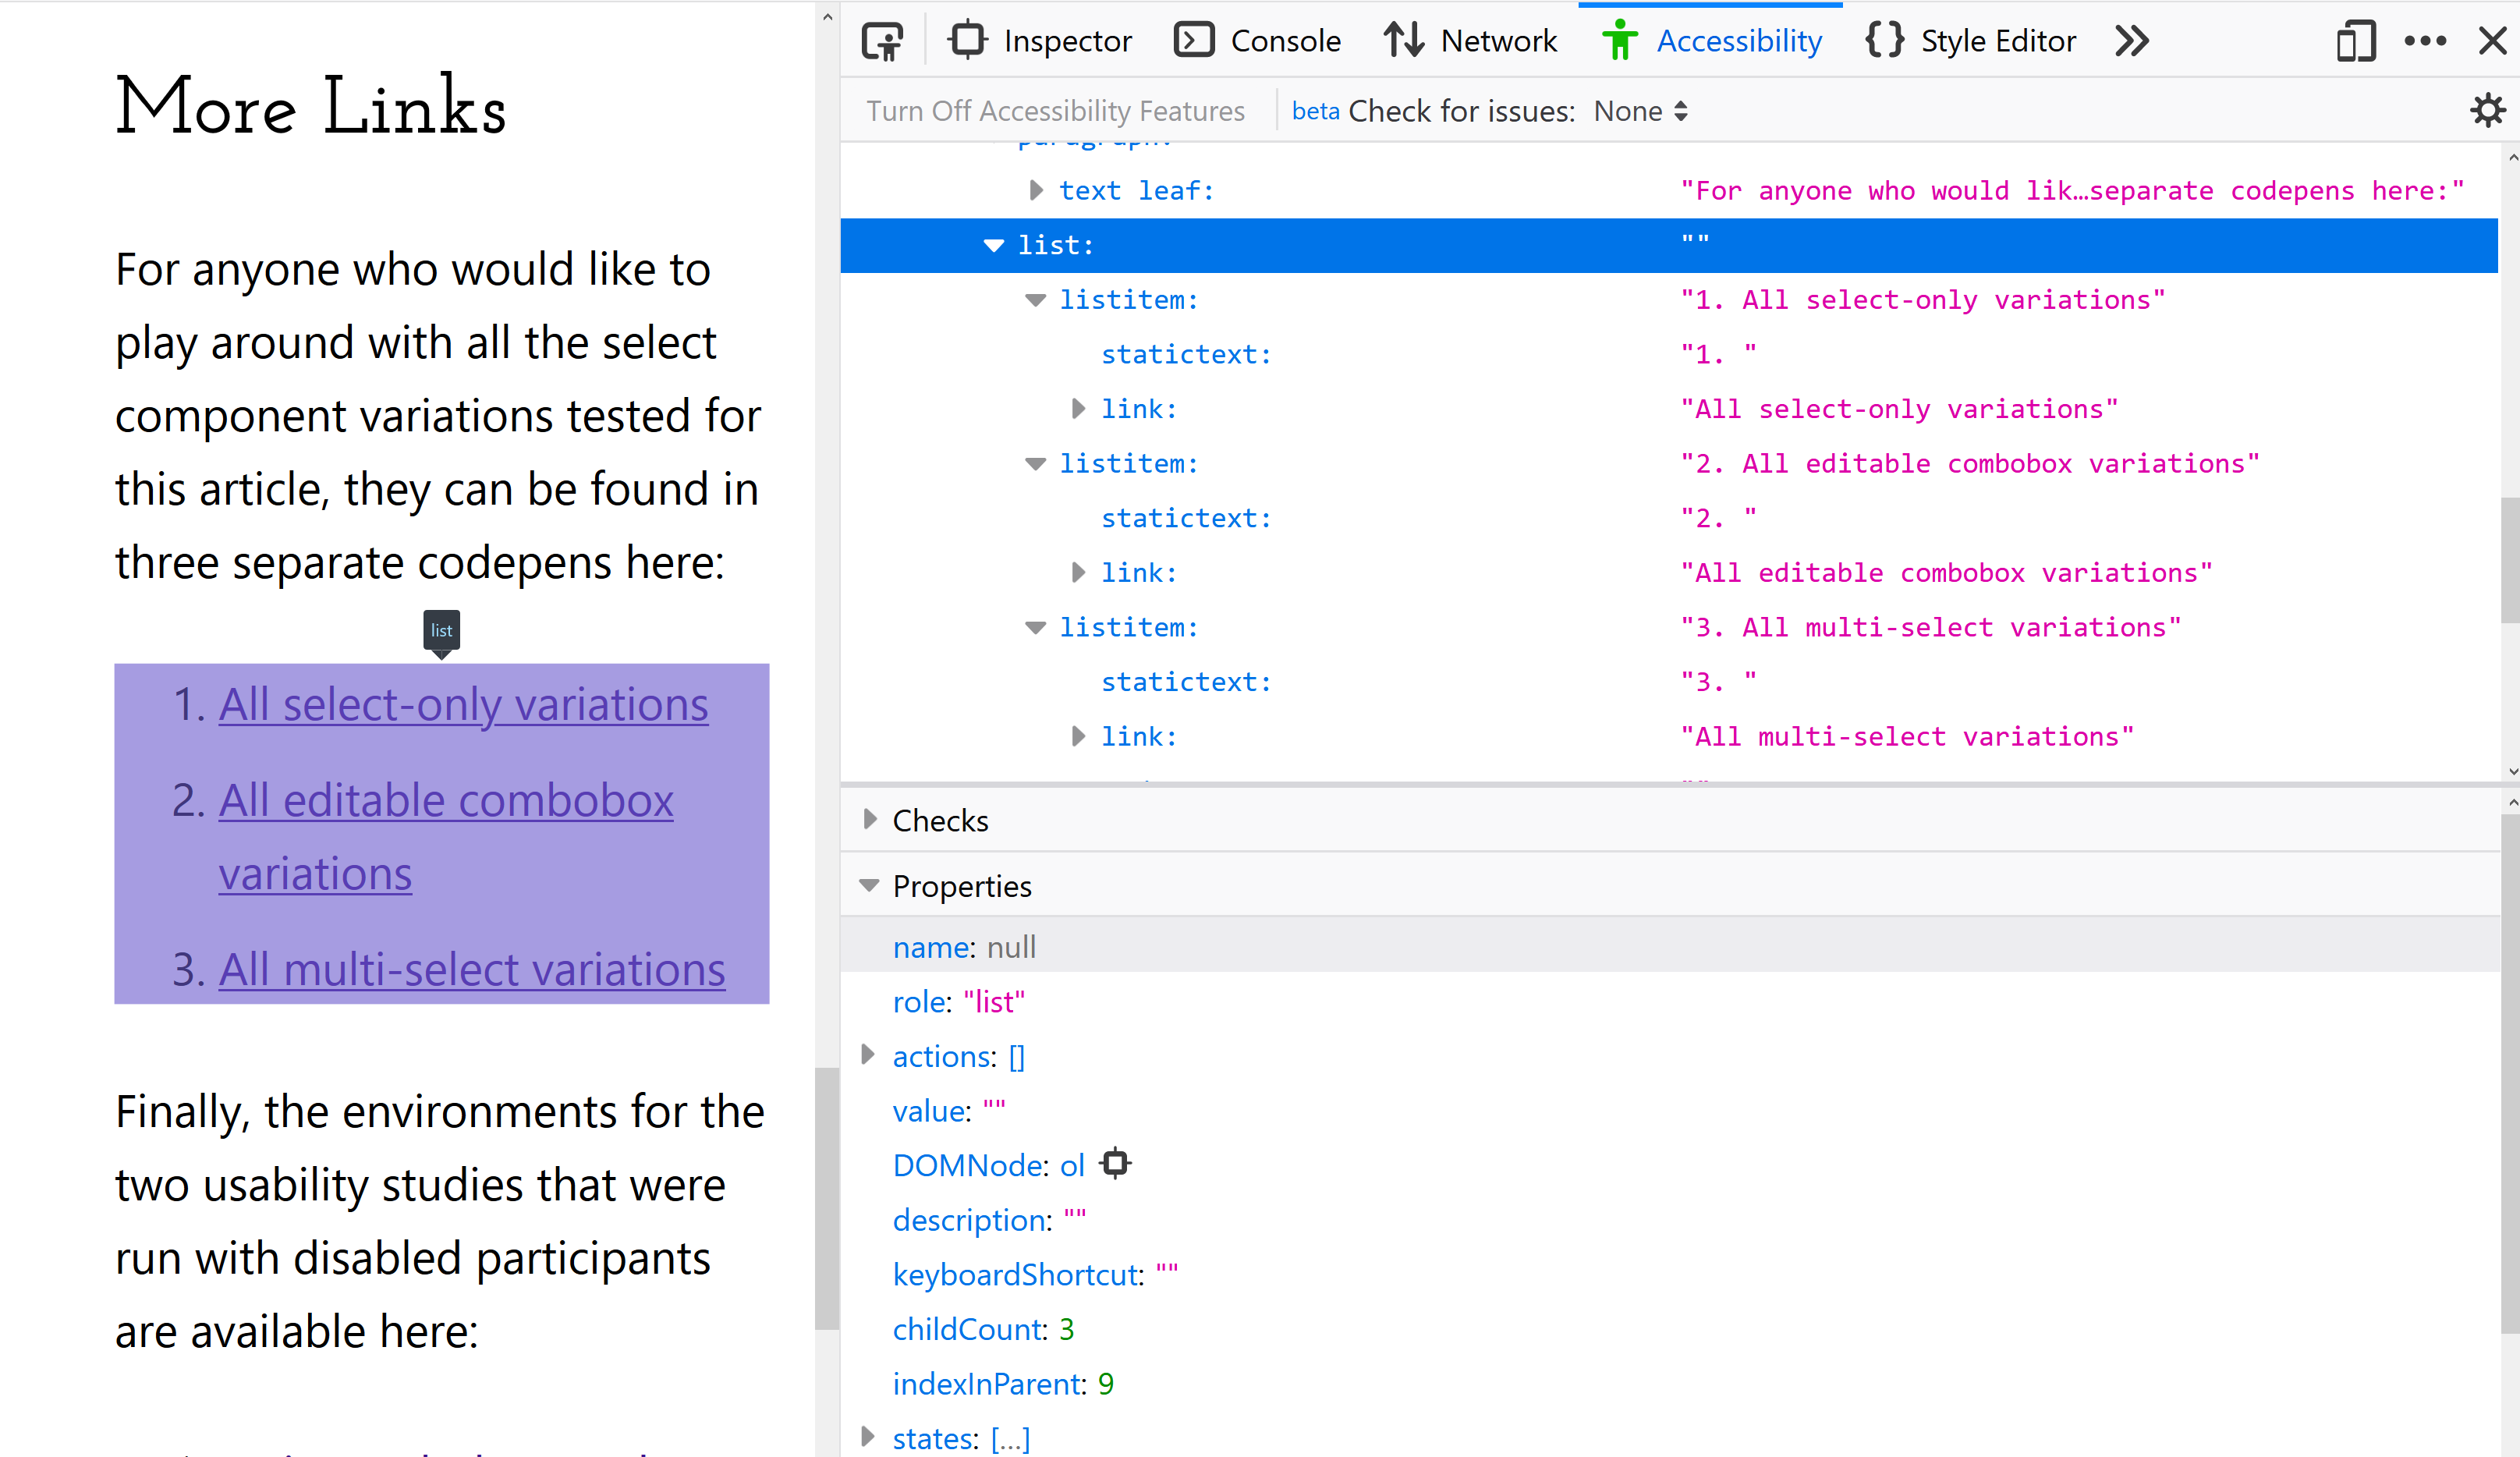 More Links
For anyone who would like to
play around with all the select
component variations tested for
this article, they can be found in
three separate codepens here:
list
1. All select-only variations
2. All editable combobox
variations
3. All multi-select variations
Finally, the environments for the
two usability studies that were
run with disabled participants
are available here:
Inspector Console Network Accessibility Style Editor
Turn Off Accessibility Features beta Check for issues: None
paragraph:
text leaf: "For anyone who would lik…separate codepens here:"
list: ""
listitem: "1. All select-only variations"
statictext: "1. "
link: "All select-only variations"
listitem: "2. All editable combobox variations"
statictext: "2. "
link: "All editable combobox variations"
listitem: "3. All multi-select variations"
statictext: "3. "
link: "All multi-select variations"
Checks
Properties
name: null
role: "list"
actions: []
value: ""
DOMNode: ol
description: ""
keyboardShortcut: ""
childCount: 3
indexInParent: 9
states: […]